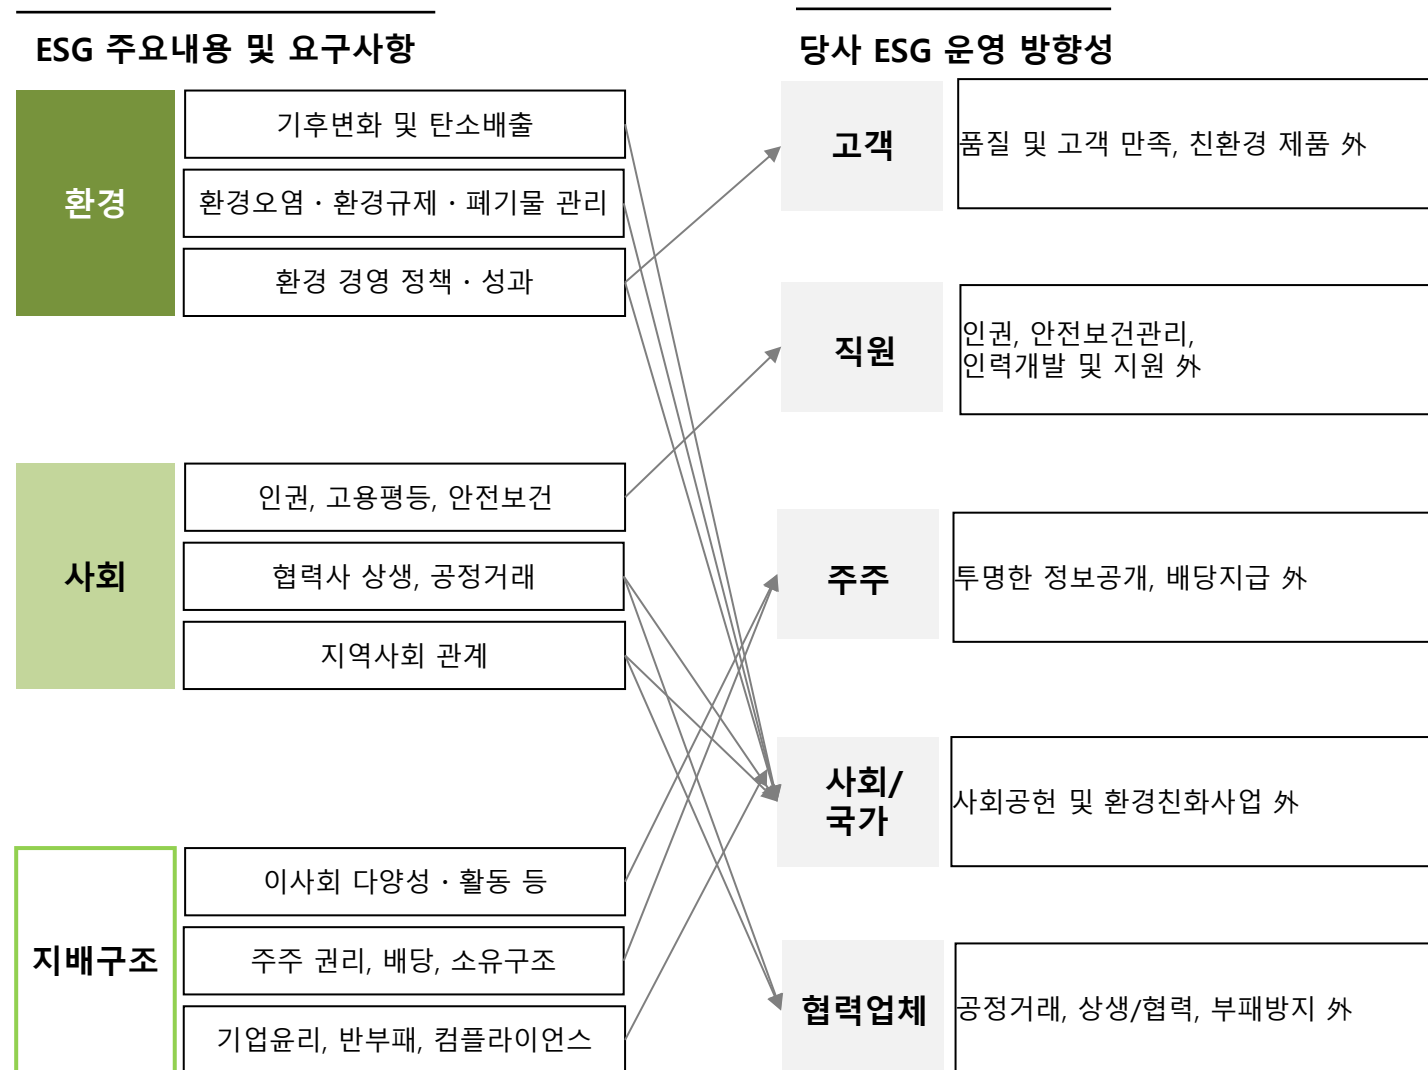 ESG 주요내용 및 요구사항
환경
기후변화 및 탄소배출
환경오염 · 환경규제 · 폐기물 관리
환경 경영 정책 · 성과
사회
인권, 고용평등, 안전보건
협력사 상생, 공정거래
지역사회 관계
지배구조
이사회 다양성 · 활동 등
주주 권리, 배당, 소유구조
기업윤리, 반부패, 컴플라이언스
당사 ESG 운영 방향성
고객
품질 및 고객 만족, 친환경 제품 外
직원
인권, 안전보건관리,
인력개발 및 지원 外
주주
투명한 정보공개, 배당지급 外
사회/
국가
사회공헌 및 환경친화사업 外
협력업체
공정거래, 상생/협력, 부패방지 外